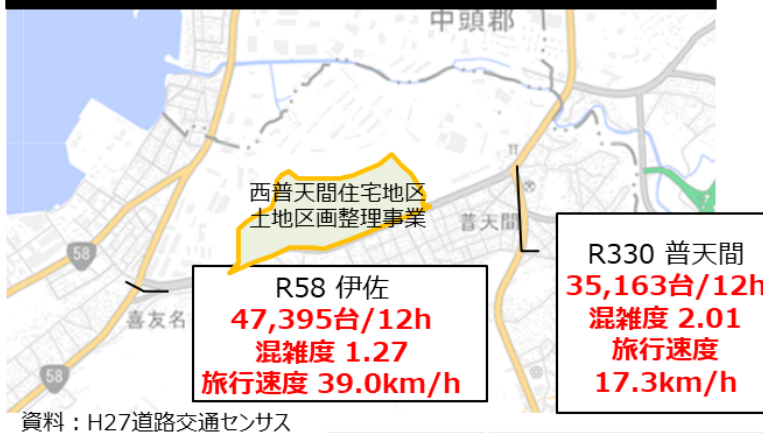 中頭郡
西普天間住宅地区
土地区画整理事業
普天間
R330 普天間
35,163台/12h
混雑度 2.01
旅行速度
17.3km/h
58
R58 伊佐
47,395台/12h
混雑度 1.27
旅行速度 39.0km/h
喜友名
58
資料：H27道路交通センサス